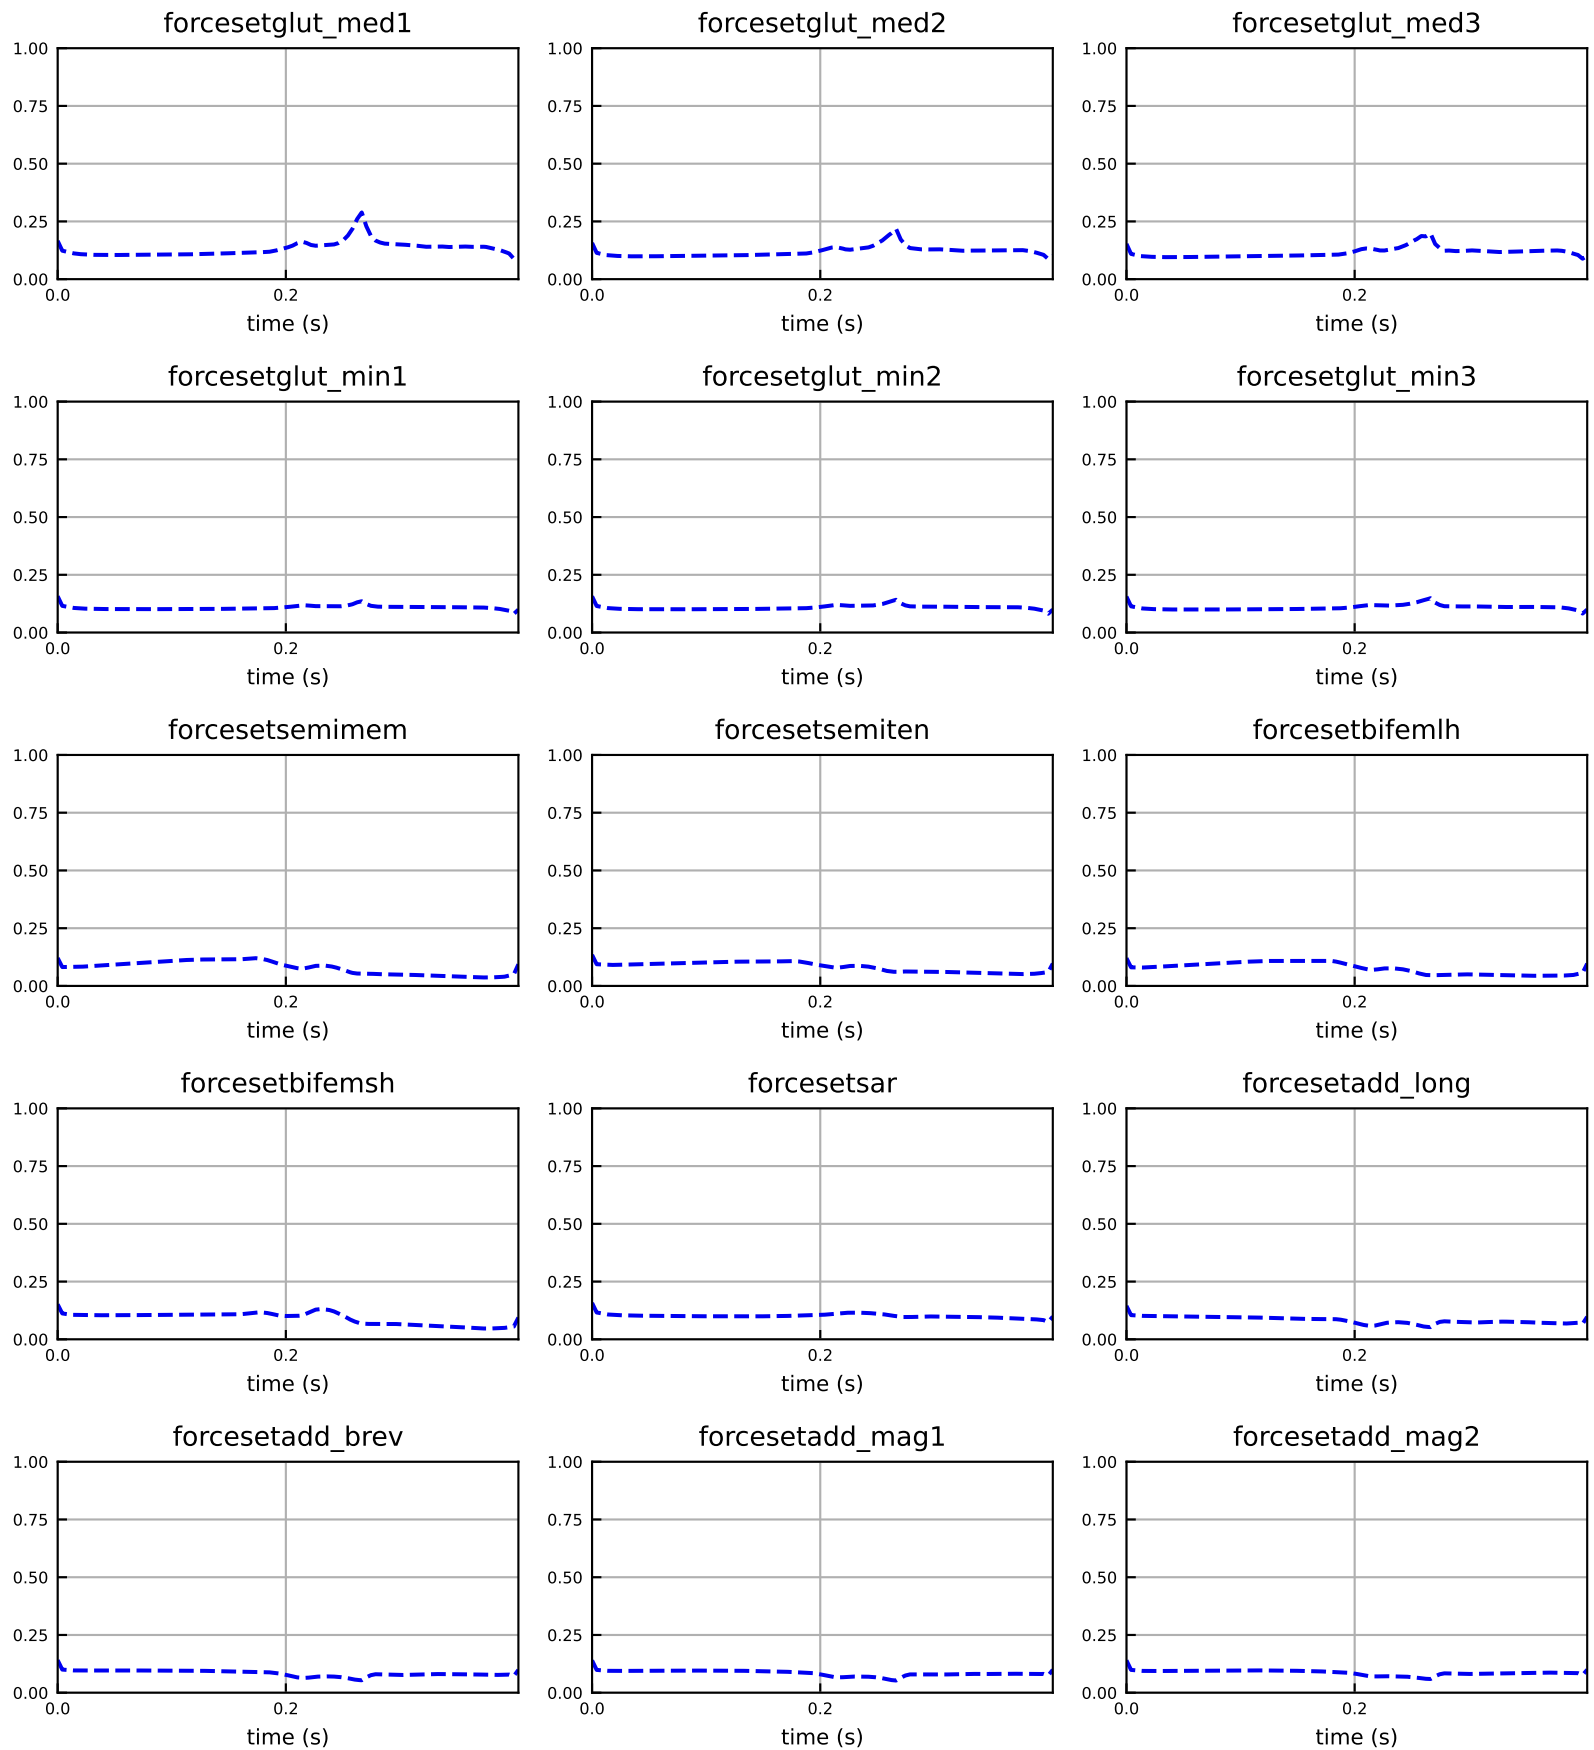 forcesetglut_med1 forcesetglut_med2 forcesetglut_med3
1.00 1.00 1.00
0.75 0.75 0.75
0.50 0.50 0.50
0.25 0.25 0.25
0.00 0.00 0.00
0.0 0.2 0.0 0.2 0.0 0.2
time (s) time (s) time (s)
forcesetglut_min1 forcesetglut_min2 forcesetglut_min3
1.00 1.00 1.00
0.75 0.75 0.75
0.50 0.50 0.50
0.25 0.25 0.25
0.00 0.00 0.00
0.0 0.2 0.0 0.2 0.0 0.2
time (s) time (s) time (s)
forcesetsemimem forcesetsemiten forcesetbifemlh
1.00 1.00 1.00
0.75 0.75 0.75
0.50 0.50 0.50
0.25 0.25 0.25
0.00 0.00 0.00
0.0 0.2 0.0 0.2 0.0 0.2
time (s) time (s) time (s)
forcesetbifemsh forcesetsar forcesetadd_long
1.00 1.00 1.00
0.75 0.75 0.75
0.50 0.50 0.50
0.25 0.25 0.25
0.00 0.00 0.00
0.0 0.2 0.0 0.2 0.0 0.2
time (s) time (s) time (s)
forcesetadd_brev forcesetadd_mag1 forcesetadd_mag2
1.00 1.00 1.00
0.75 0.75 0.75
0.50 0.50 0.50
0.25 0.25 0.25
0.00 0.00 0.00
0.0 0.2 0.0 0.2 0.0 0.2
time (s) time (s) time (s)